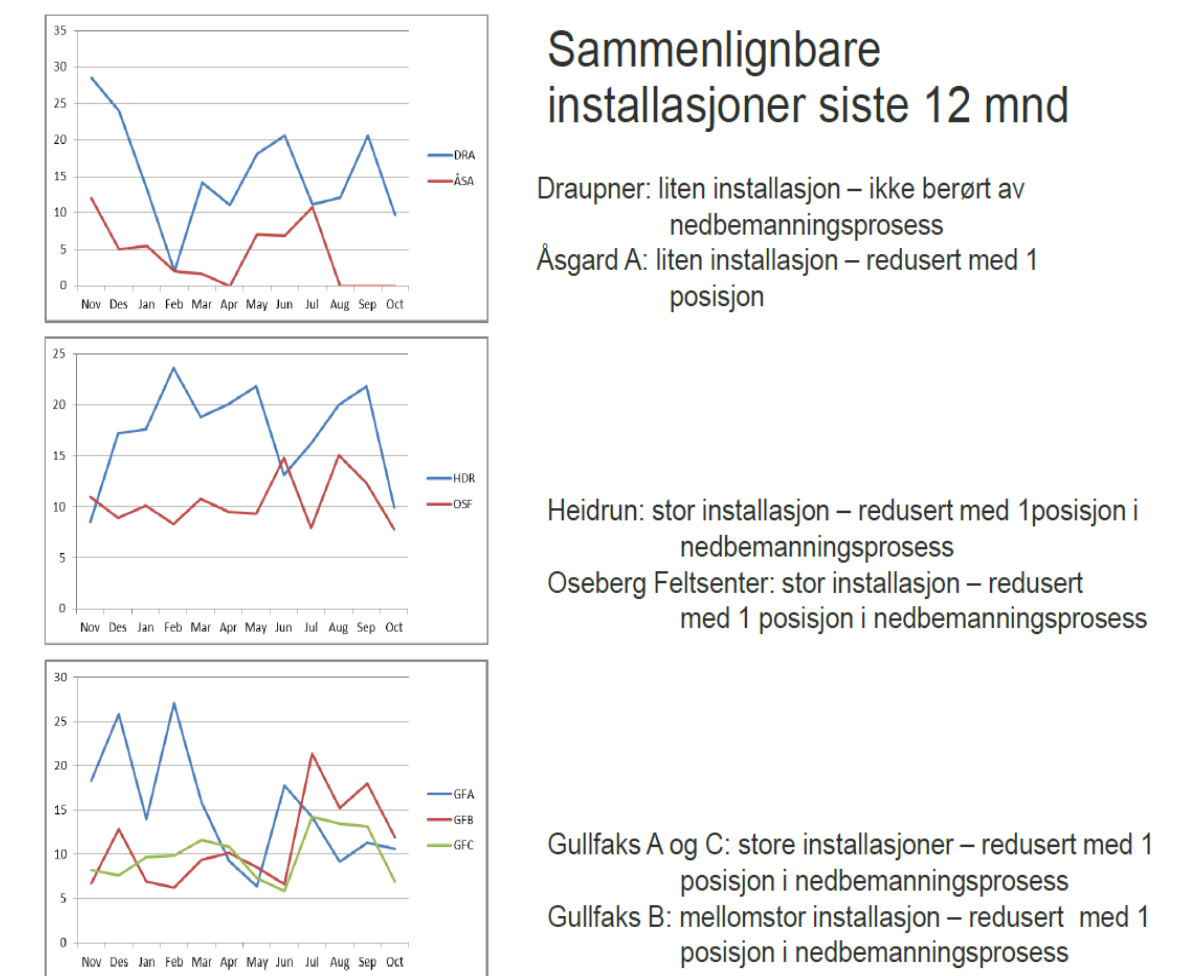 Sammenlignbare
installasjoner siste 12 mnd
35
30
25
20
15
10
5
0
Nov Des Jan Feb Mar Apr May Jun Jul Aug Sep Oct
DRA
ÅSA
Draupner: liten installasjon – ikke berørt av
nedbemanningsprosess
Åsgard A: liten installasjon – redusert med 1
posisjon
25
20
15
10
5
0
Nov Des Jan Feb Mar Apr May Jun Jul Aug Sep Oct
HDR
OSF
Heidrun: stor installasjon – redusert med 1posisjon i
nedbemanningsprosess
Oseberg Feltsenter: stor installasjon – redusert
med 1 posisjon i nedbemanningsprosess
30
25
20
15
10
5
0
Nov Des Jan Feb Mar Apr May Jun Jul Aug Sep Oct
GFA
GFB
GFC
Gullfaks A og C: store installasjoner – redusert med 1
posisjon i nedbemanningsprosess
Gullfaks B: mellomstor installasjon – redusert  med 1
posisjon i nedbemanningsprosess